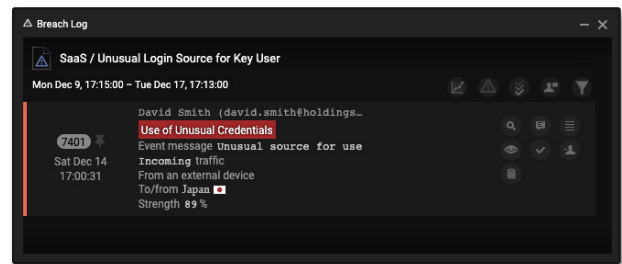 Breach Log
SaaS / Unusual Login Source for Key User
Mon Dec 9, 17:15:00 – Tue Dec 17, 17:13:00
7401
Sat Dec 14
17:00:31
David Smith (david.smith@holdings…
Use of Unusual Credentials
Event message Unusual source for use
Incoming traffic
From an external device
To/from Japan
Strength 89 %